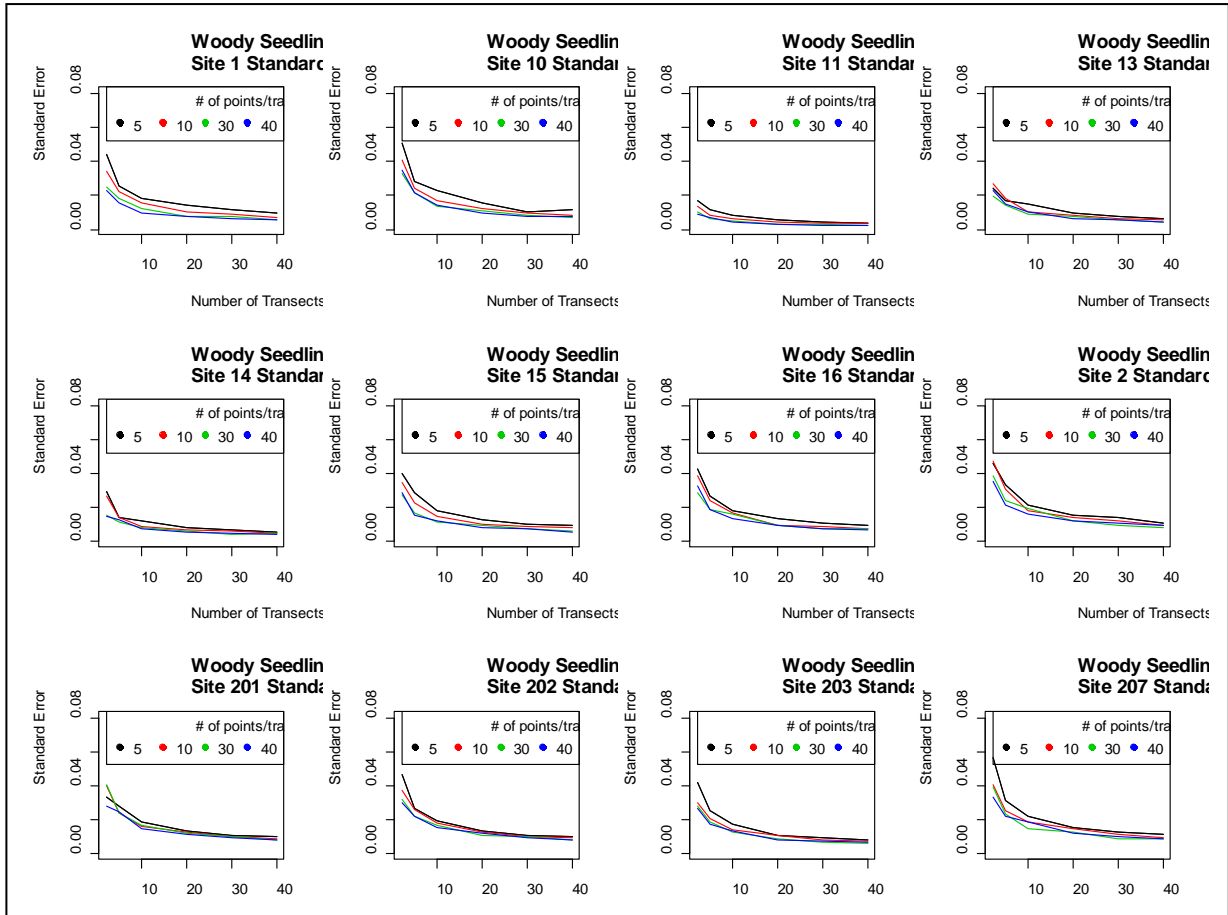 Woody Seedlin
Site 1 Standard
Standard Error
0.00 0.04 0.08
# of points/tra
5 10 30 40
10 20 30 40
Number of Transects
Woody Seedlin
Site 10 Standar
Standard Error
0.00 0.04 0.08
# of points/tra
5 10 30 40
10 20 30 40
Number of Transects
Woody Seedlin
Site 11 Standar
Standard Error
0.00 0.04 0.08
# of points/tra
5 10 30 40
10 20 30 40
Number of Transects
Woody Seedlin
Site 13 Standar
Standard Error
0.00 0.04 0.08
# of points/tra
5 10 30 40
10 20 30 40
Number of Transects
Woody Seedlin
Site 14 Standar
Standard Error
0.00 0.04 0.08
# of points/tra
5 10 30 40
10 20 30 40
Number of Transects
Woody Seedlin
Site 15 Standar
Standard Error
0.00 0.04 0.08
# of points/tra
5 10 30 40
10 20 30 40
Number of Transects
Woody Seedlin
Site 16 Standar
Standard Error
0.00 0.04 0.08
# of points/tra
5 10 30 40
10 20 30 40
Number of Transects
Woody Seedlin
Site 2 Standard
Standard Error
0.00 0.04 0.08
# of points/tra
5 10 30 40
10 20 30 40
Number of Transects
Woody Seedlin
Site 201 Standa
Standard Error
0.00 0.04 0.08
# of points/tra
5 10 30 40
10 20 30 40
Woody Seedlin
Site 202 Standa
Standard Error
0.00 0.04 0.08
# of points/tra
5 10 30 40
10 20 30 40
Woody Seedlin
Site 203 Standa
Standard Error
0.00 0.04 0.08
# of points/tra
5 10 30 40
10 20 30 40
Woody Seedlin
Site 207 Standa
Standard Error
0.00 0.04 0.08
# of points/tra
5 10 30 40
10 20 30 40